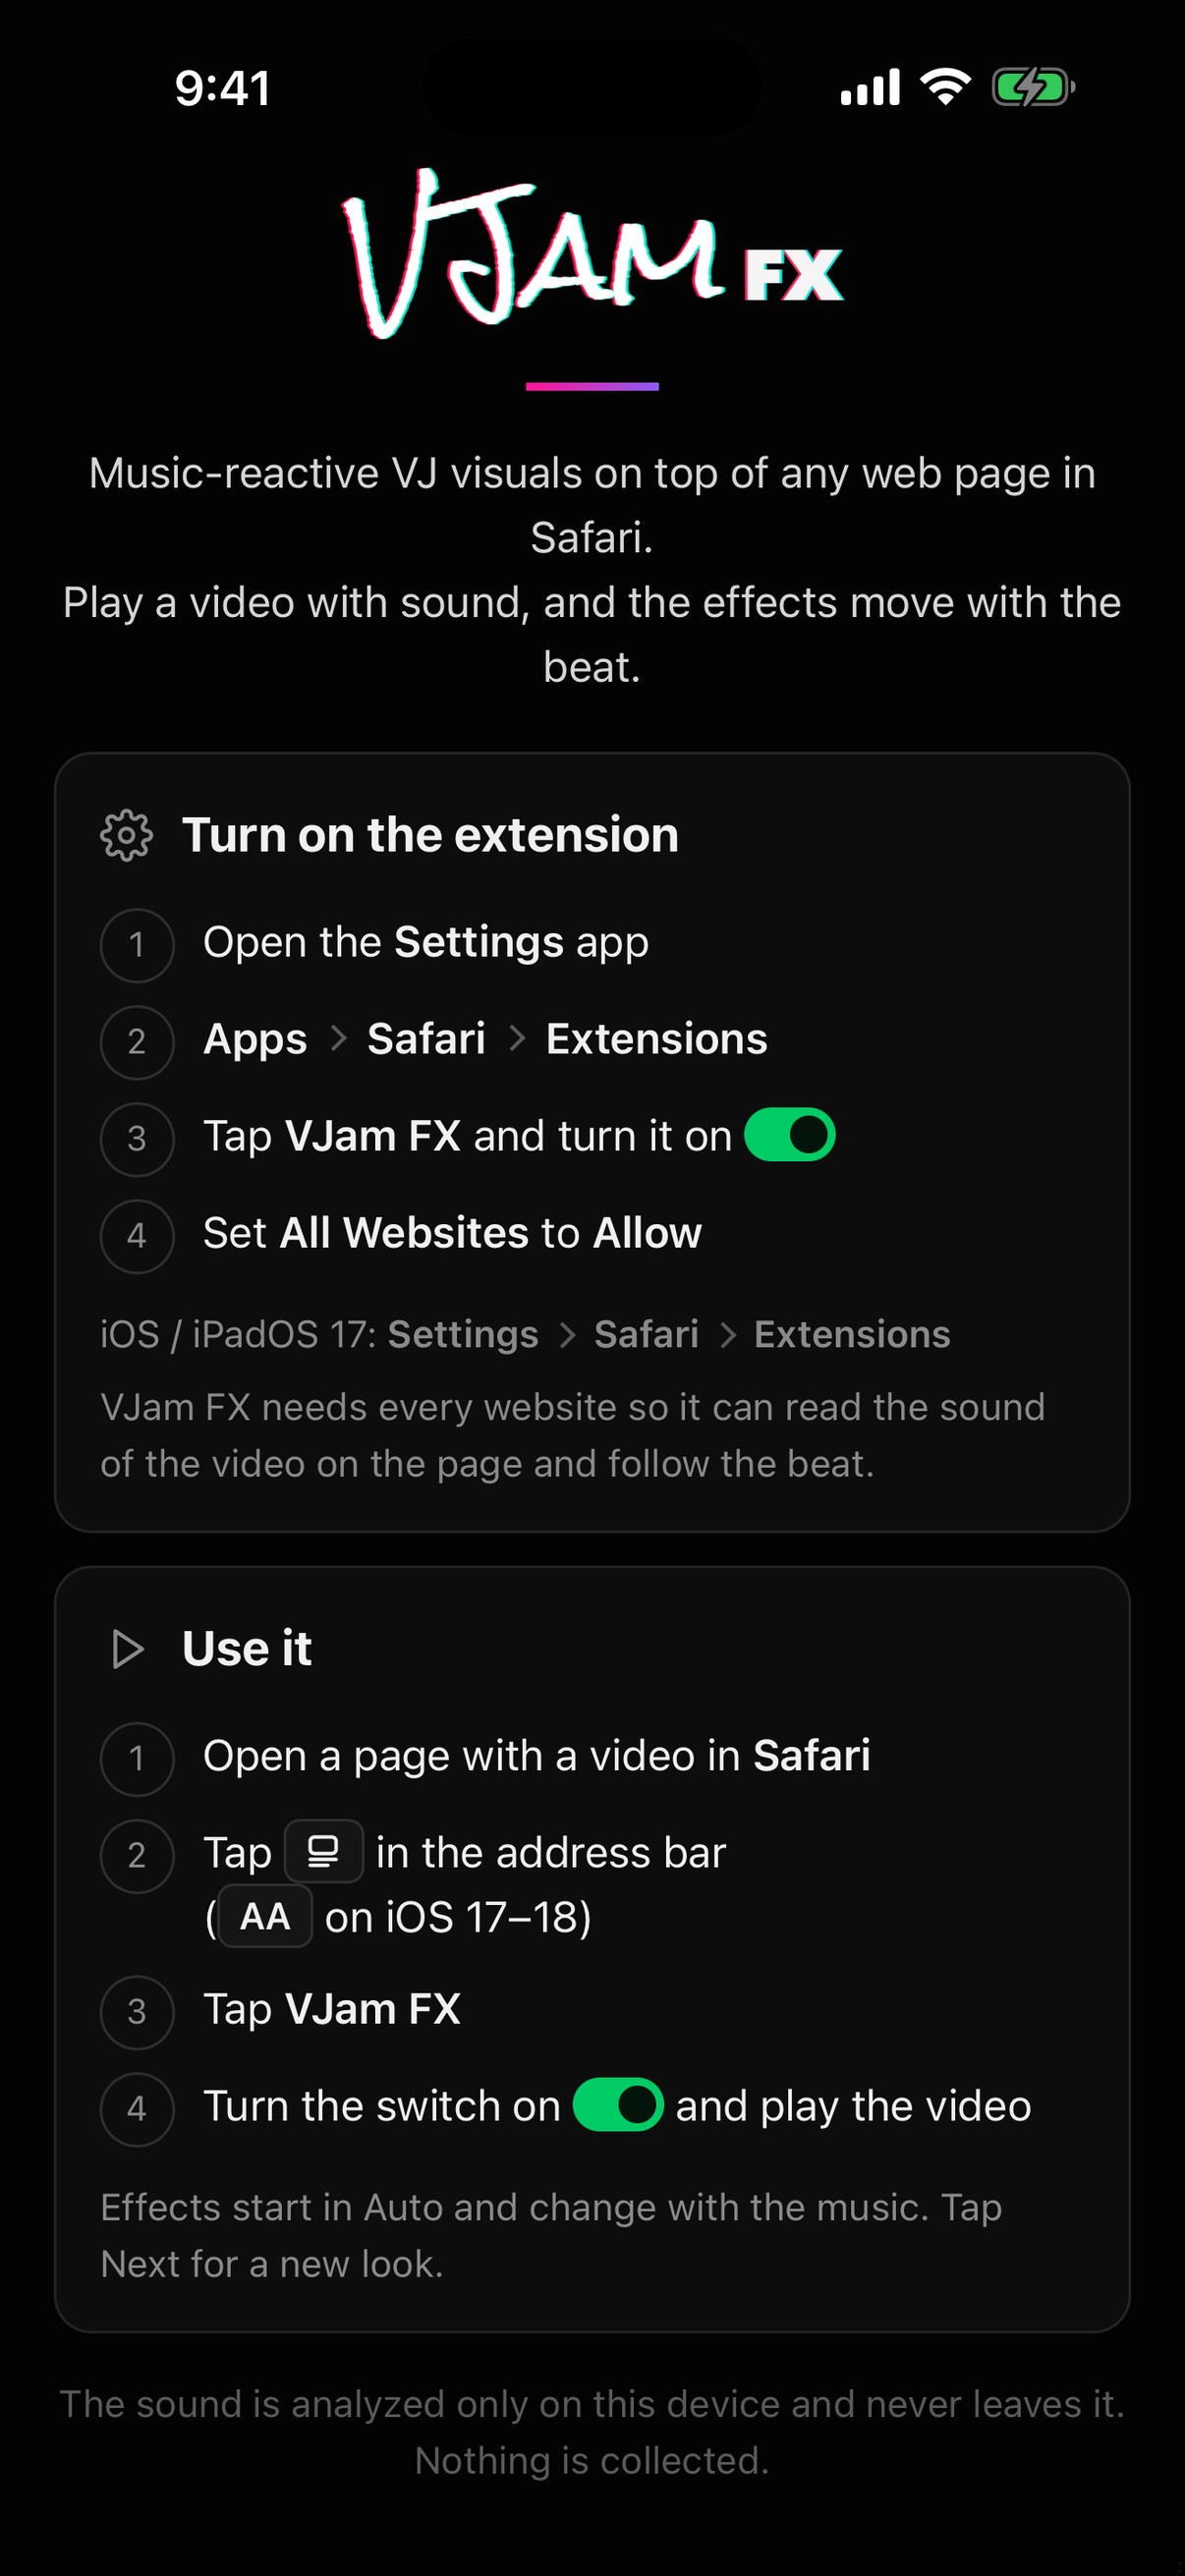 9:41
VJAM FX
Music-reactive VJ visuals on top of any web page in
Safari.
Play a video with sound, and the effects move with the
beat.
Turn on the extension
1 Open the Settings app
2 Apps > Safari > Extensions
3 Tap VJam FX and turn it on
4 Set All Websites to Allow
iOS / iPadOS 17: Settings > Safari > Extensions
VJam FX needs every website so it can read the sound
of the video on the page and follow the beat.
Use it
1 Open a page with a video in Safari
2 Tap in the address bar
(AA on iOS 17–18)
3 Tap VJam FX
4 Turn the switch on and play the video
Effects start in Auto and change with the music. Tap
Next for a new look.
The sound is analyzed only on this device and never leaves it.
Nothing is collected.